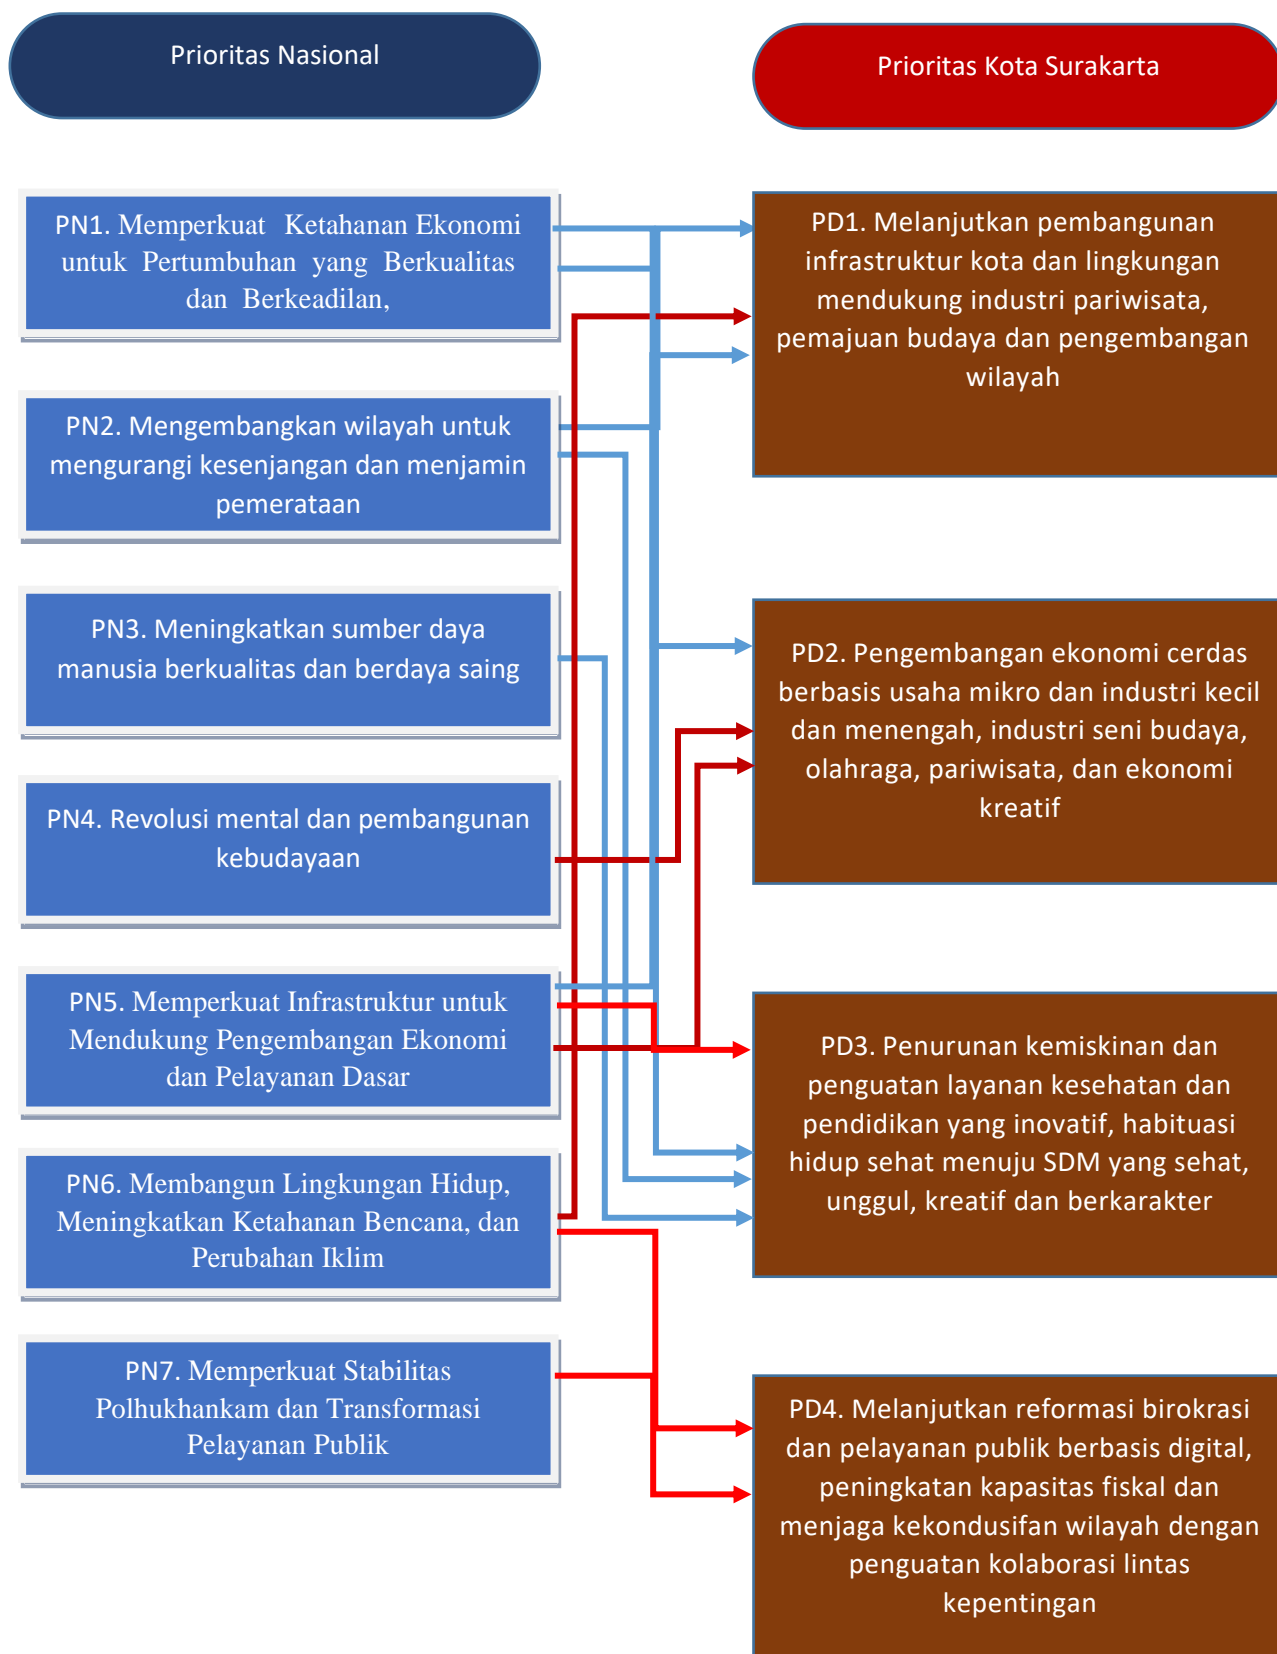 Prioritas Nasional
Prioritas Kota Surakarta
PN1. Memperkuat Ketahanan Ekonomi
untuk Pertumbuhan yang Berkualitas
dan Berkeadilan,
PN2. Mengembangkan wilayah untuk
mengurangi kesenjangan dan menjamin
pemerataan
PN3. Meningkatkan sumber daya
manusia berkualitas dan berdaya saing
PN4. Revolusi mental dan pembangunan
kebudayaan
PN5. Memperkuat Infrastruktur untuk
Mendukung Pengembangan Ekonomi
dan Pelayanan Dasar
PN6. Membangun Lingkungan Hidup,
Meningkatkan Ketahanan Bencana, dan
Perubahan Iklim
PN7. Memperkuat Stabilitas
Polhukhankam dan Transformasi
Pelayanan Publik
PD1. Melanjutkan pembangunan
infrastruktur kota dan lingkungan
mendukung industri pariwisata,
pemajuan budaya dan pengembangan
wilayah
PD2. Pengembangan ekonomi cerdas
berbasis usaha mikro dan industri kecil
dan menengah, industri seni budaya,
olahraga, pariwisata, dan ekonomi
kreatif
PD3. Penurunan kemiskinan dan
penguatan layanan kesehatan dan
pendidikan yang inovatif, habituasi
hidup sehat menuju SDM yang sehat,
unggul, kreatif dan berkarakter
PD4. Melanjutkan reformasi birokrasi
dan pelayanan publik berbasis digital,
peningkatan kapasitas fiskal dan
menjaga kekondusifan wilayah dengan
penguatan kolaborasi lintas
kepentingan